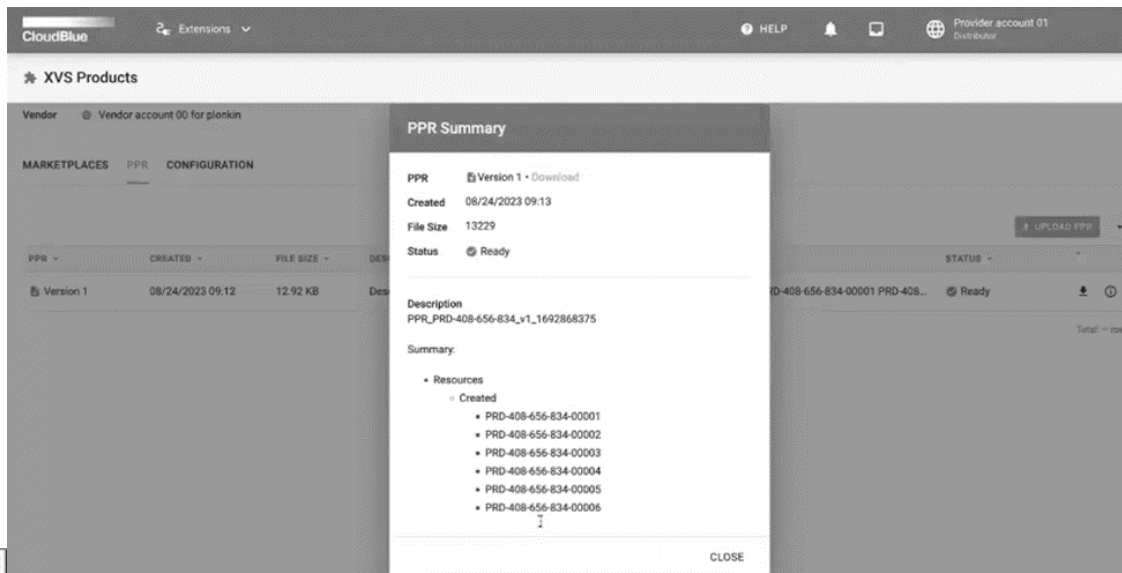 CloudBlue
Extensions
HELP
Provider account 01
Distributor
XVS Products
Vendor Vendor account 00 for plonkin
MARKETPLACES PPR CONFIGURATION
UPLOAD PPR
PPR CREATED FILE SIZE STATUS
Version 1 08/24/2023 09.12 12.92 KB Des D-408-656-834-00001 PRD-408... Ready
Total:
PPR Summary
PPR Version 1 • Download
Created 08/24/2023 09:13
File Size 13229
Status Ready
Description
PPR_PRD-408-656-834_v1_1692868375
Summary:
• Resources
Created
PRD-408-656-834-00001
PRD-408-656-834-00002
PRD-408-656-834-00003
PRD-408-656-834-00004
PRD-408-656-834-00005
PRD-408-656-834-00006
CLOSE